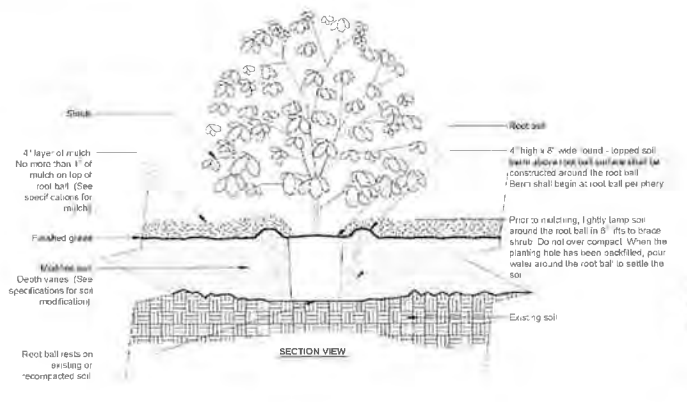 Shrub
4" layer of mulch
No more than 1" of
mulch on top of
root ball (See
specifications for
mulch)
Finished grade
Modified soil
Depth varies (See
specifications for soil
modification)
Root ball rests on
existing or
recompacted soil
Root ball
4" high x 8" wide round - topped soil
berm above root ball surface shall be
constructed around the root ball
Berm shall begin at root ball periphery
Prior to mulching, lightly tamp soil
around the root ball in 6" lifts to brace
shrub. Do not over compact. When the
planting hole has been backfilled, pour
water around the root ball to settle the
soil
Existing soil
SECTION VIEW